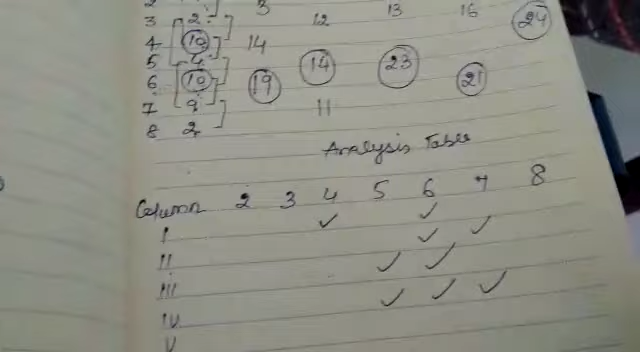 3 2 3 12 13 16 24
4 10 14
5 4 14 23
6 10 19 21
7 9 11
8 2
Analysis Table
Column 2 3 4 5 6 7 8
I ✓ ✓
II ✓ ✓
III ✓ ✓
IV ✓ ✓ ✓
V